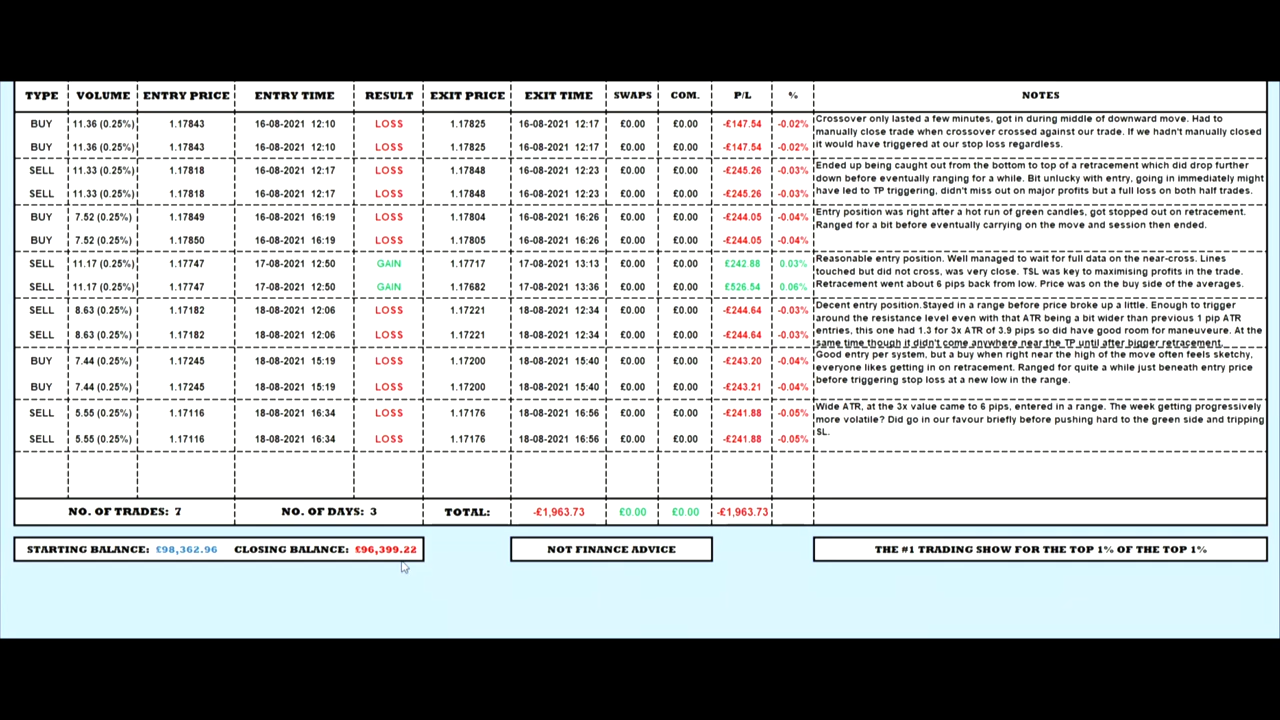 TYPE VOLUME ENTRY PRICE ENTRY TIME RESULT EXIT PRICE EXIT TIME SWAPS COM. P/L % NOTES
BUY 11.36 (0.25%) 1.17843 16-08-2021 12:10 LOSS 1.17825 16-08-2021 12:17 £0.00 £0.00 -£147.54 -0.02%
BUY 11.36 (0.25%) 1.17843 16-08-2021 12:10 LOSS 1.17825 16-08-2021 12:17 £0.00 £0.00 -£147.54 -0.02%
Crossover only lasted a few minutes, got in during middle of downward move. Had to
manually close trade when crossover crossed against our trade. If we hadn't manually closed
it would have triggered at our stop loss regardless.
SELL 11.33 (0.25%) 1.17818 16-08-2021 12:17 LOSS 1.17848 16-08-2021 12:23 £0.00 £0.00 -£245.26 -0.03%
SELL 11.33 (0.25%) 1.17818 16-08-2021 12:17 LOSS 1.17848 16-08-2021 12:23 £0.00 £0.00 -£245.26 -0.03%
Ended up being caught out from the bottom to top of a retracement which did drop further
down before eventually ranging for a while. Bit unlucky with entry, going in immediately might
have led to TP triggering, didn't miss out on major profits but a full loss on both half trades.
BUY 7.52 (0.25%) 1.17849 16-08-2021 16:19 LOSS 1.17804 16-08-2021 16:26 £0.00 £0.00 -£244.05 -0.04%
BUY 7.52 (0.25%) 1.17850 16-08-2021 16:19 LOSS 1.17805 16-08-2021 16:26 £0.00 £0.00 -£244.05 -0.04%
Entry position was right after a hot run of green candles, got stopped out on retracement.
Ranged for a bit before eventually carrying on the move and session then ended.
SELL 11.17 (0.25%) 1.17747 17-08-2021 12:50 GAIN 1.17717 17-08-2021 13:13 £0.00 £0.00 £242.88 0.03%
SELL 11.17 (0.25%) 1.17747 17-08-2021 12:50 GAIN 1.17682 17-08-2021 13:36 £0.00 £0.00 £526.54 0.06%
Reasonable entry position. Well managed to wait for full data on the near-cross. Lines
touched but did not cross, was very close. TSL was key to maximising profits in the trade.
Retracement went about 6 pips back from low. Price was on the buy side of the averages.
SELL 8.63 (0.25%) 1.17182 18-08-2021 12:06 LOSS 1.17221 18-08-2021 12:34 £0.00 £0.00 -£244.64 -0.03%
SELL 8.63 (0.25%) 1.17182 18-08-2021 12:06 LOSS 1.17221 18-08-2021 12:34 £0.00 £0.00 -£244.64 -0.03%
Decent entry position.Stayed in a range before price broke up a little. Enough to trigger
around the resistance level even with that ATR being a bit wider than previous 1 pip ATR
entries, this one had 1.3 for 3x ATR of 3.9 pips so did have good room for maneuveure. At the
same time though it didn't come anywhere near the TP until after bigger retracement.
BUY 7.44 (0.25%) 1.17245 18-08-2021 15:19 LOSS 1.17200 18-08-2021 15:40 £0.00 £0.00 -£243.20 -0.04%
BUY 7.44 (0.25%) 1.17245 18-08-2021 15:19 LOSS 1.17200 18-08-2021 15:40 £0.00 £0.00 -£243.21 -0.04%
Good entry per system, but a buy when right near the high of the move often feels sketchy,
everyone likes getting in on retracement. Ranged for quite a while just beneath entry price
before triggering stop loss at a new low in the range.
SELL 5.55 (0.25%) 1.17116 18-08-2021 16:34 LOSS 1.17176 18-08-2021 16:56 £0.00 £0.00 -£241.88 -0.05%
SELL 5.55 (0.25%) 1.17116 18-08-2021 16:34 LOSS 1.17176 18-08-2021 16:56 £0.00 £0.00 -£241.88 -0.05%
Wide ATR, at the 3x value came to 6 pips, entered in a range. The week getting progressively
more volatile? Did go in our favour briefly before pushing hard to the green side and tripping
SL.
NO. OF TRADES: 7 NO. OF DAYS: 3 TOTAL: -£1,963.73 £0.00 £0.00 -£1,963.73
STARTING BALANCE: £98,362.96 CLOSING BALANCE: £96,399.22 NOT FINANCE ADVICE THE #1 TRADING SHOW FOR THE TOP 1% OF THE TOP 1%